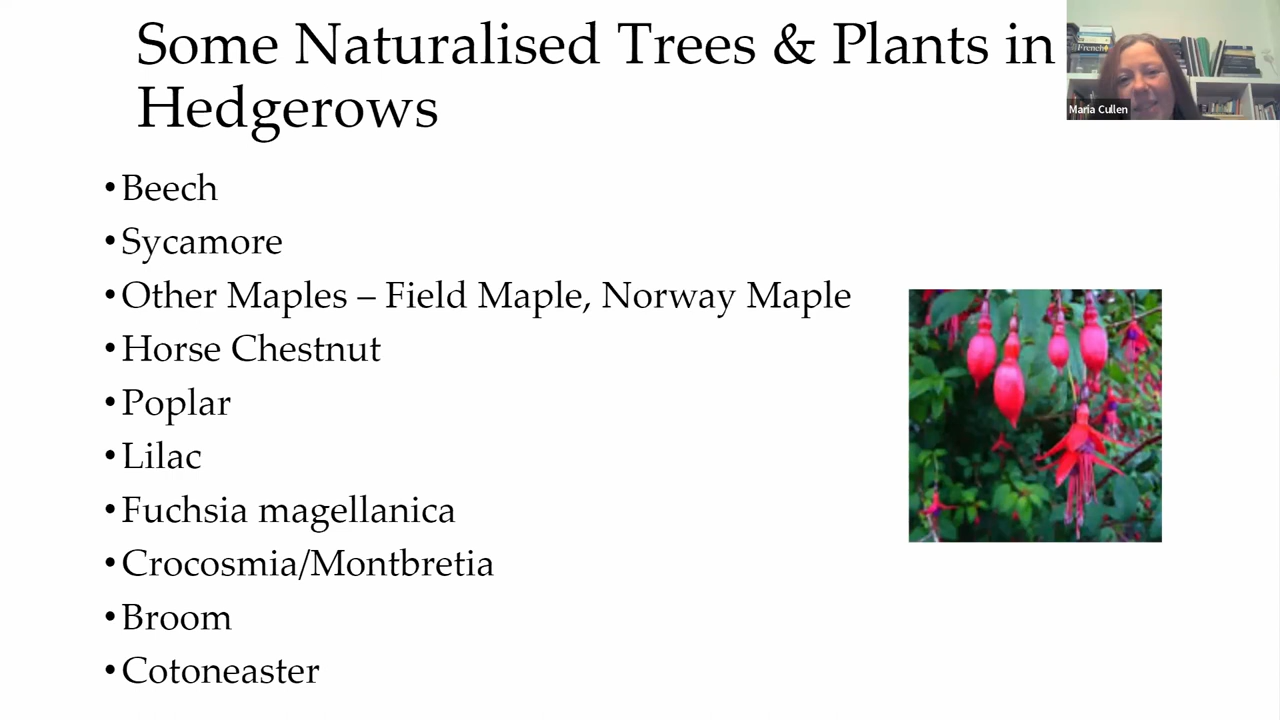 Some Naturalised Trees & Plants in
Hedgerows
French
Maria Cullen
•Beech
•Sycamore
•Other Maples – Field Maple, Norway Maple
•Horse Chestnut
•Poplar
•Lilac
•Fuchsia magellanica
•Crocosmia/Montbretia
•Broom
•Cotoneaster